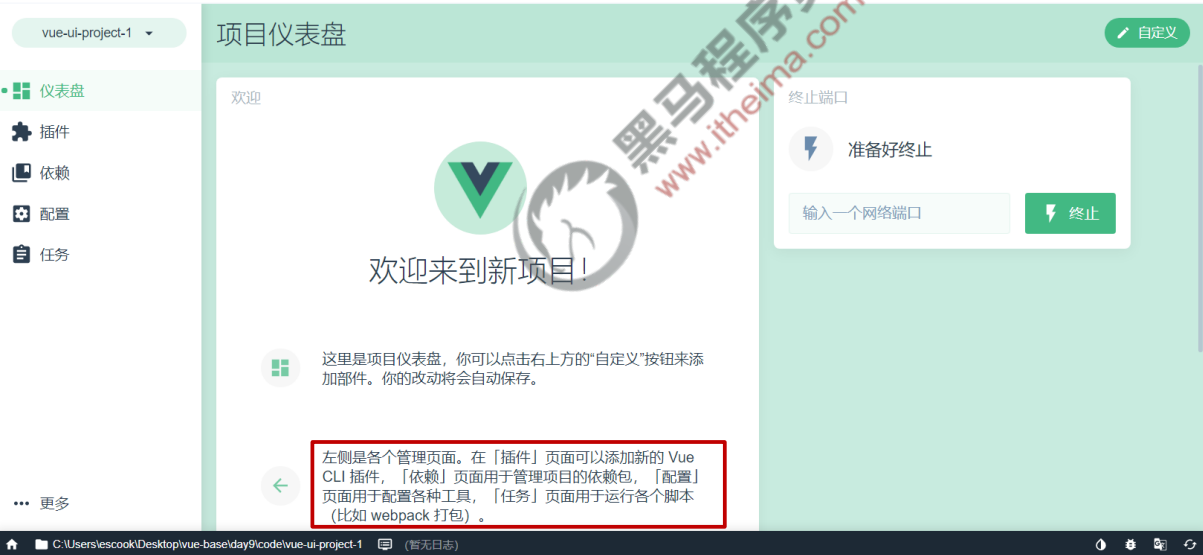 vue-ui-project-1
项目仪表盘
自定义
仪表盘
插件
依赖
配置
任务
更多
欢迎
欢迎来到新项目!
这里是项目仪表盘，你可以点击右上方的“自定义”按钮来添
加部件。你的改动将会自动保存。
左侧是各个管理页面。在「插件」页面可以添加新的 Vue
CLI 插件，「依赖」页面用于管理项目的依赖包，「配置」
页面用于配置各种工具，「任务」页面用于运行各个脚本
（比如 webpack 打包）。
终止端口
准备好终止
输入一个网络端口
终止
黑马程序
www.itheima.com
C:\Users\escook\Desktop\vue-base\day9\code\vue-ui-project-1
(暂无日志)